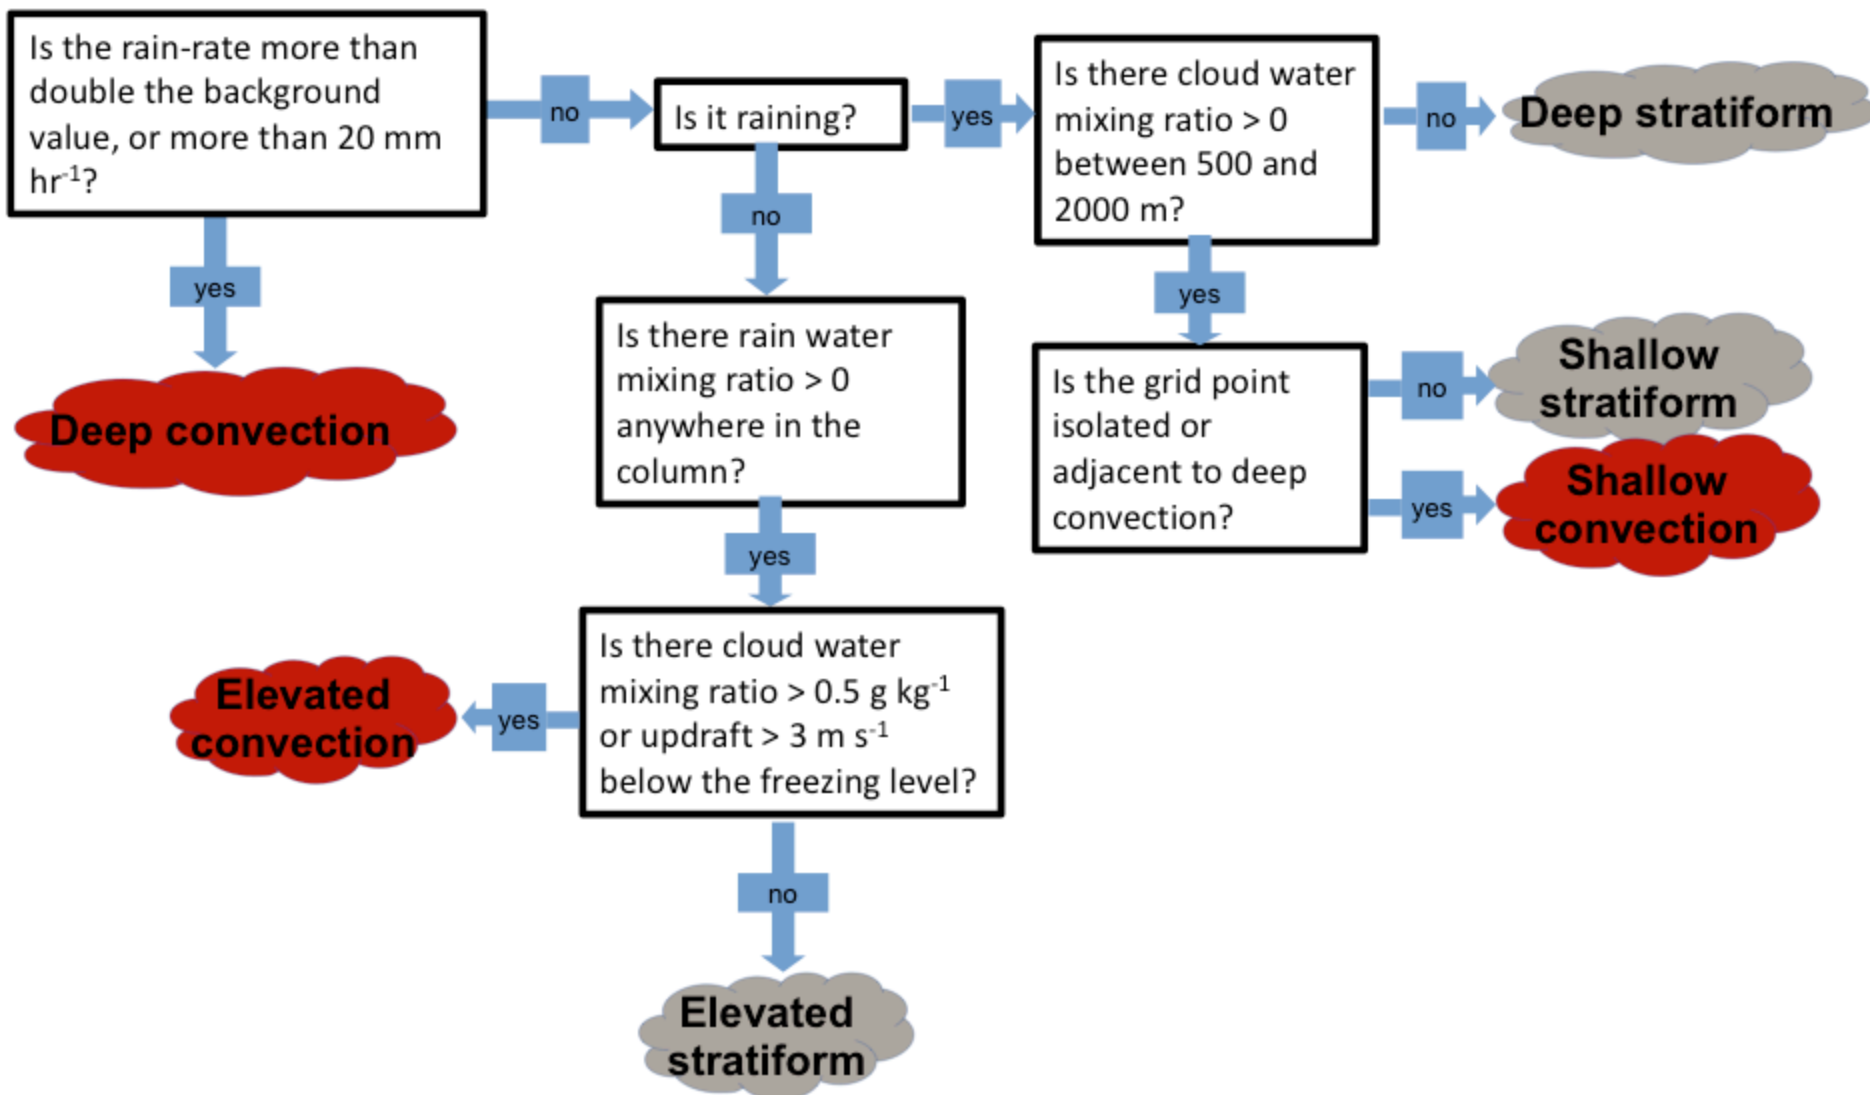 Is the rain-rate more than
double the background
value, or more than 20 mm
hr⁻¹?
no
Is it raining?
yes
Is there cloud water
mixing ratio > 0
between 500 and
2000 m?
no
Deep stratiform
yes
Deep convection
no
Is there rain water
mixing ratio > 0
anywhere in the
column?
yes
Is the grid point
isolated or
adjacent to deep
convection?
no
Shallow
stratiform
yes
Shallow
convection
yes
Is there cloud water
mixing ratio > 0.5 g kg⁻¹
or updraft > 3 m s⁻¹
below the freezing level?
yes
Elevated
convection
no
Elevated
stratiform